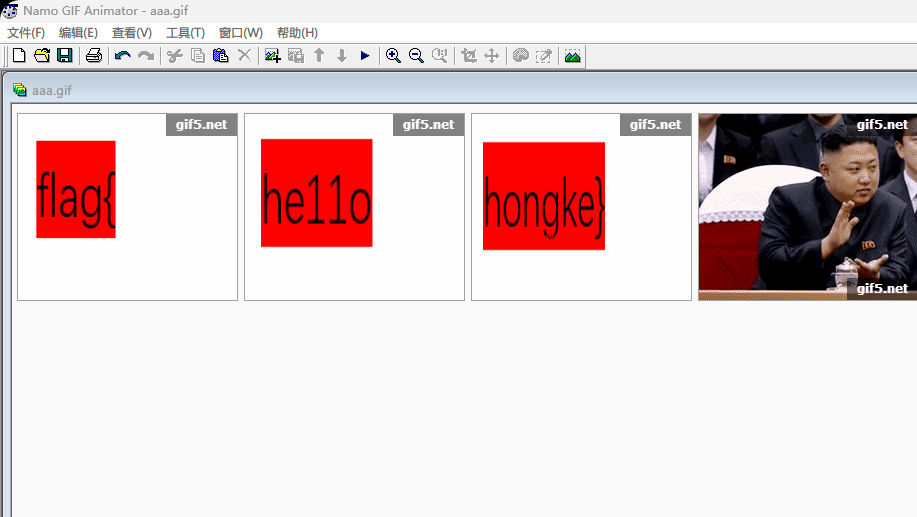 Namo GIF Animator - aaa.gif
文件(F) 编辑(E) 查看(V) 工具(T) 窗口(W) 帮助(H)
aaa.gif
gif5.net gif5.net gif5.net gif5.net
flag{ he11o hongke}
gif5.net